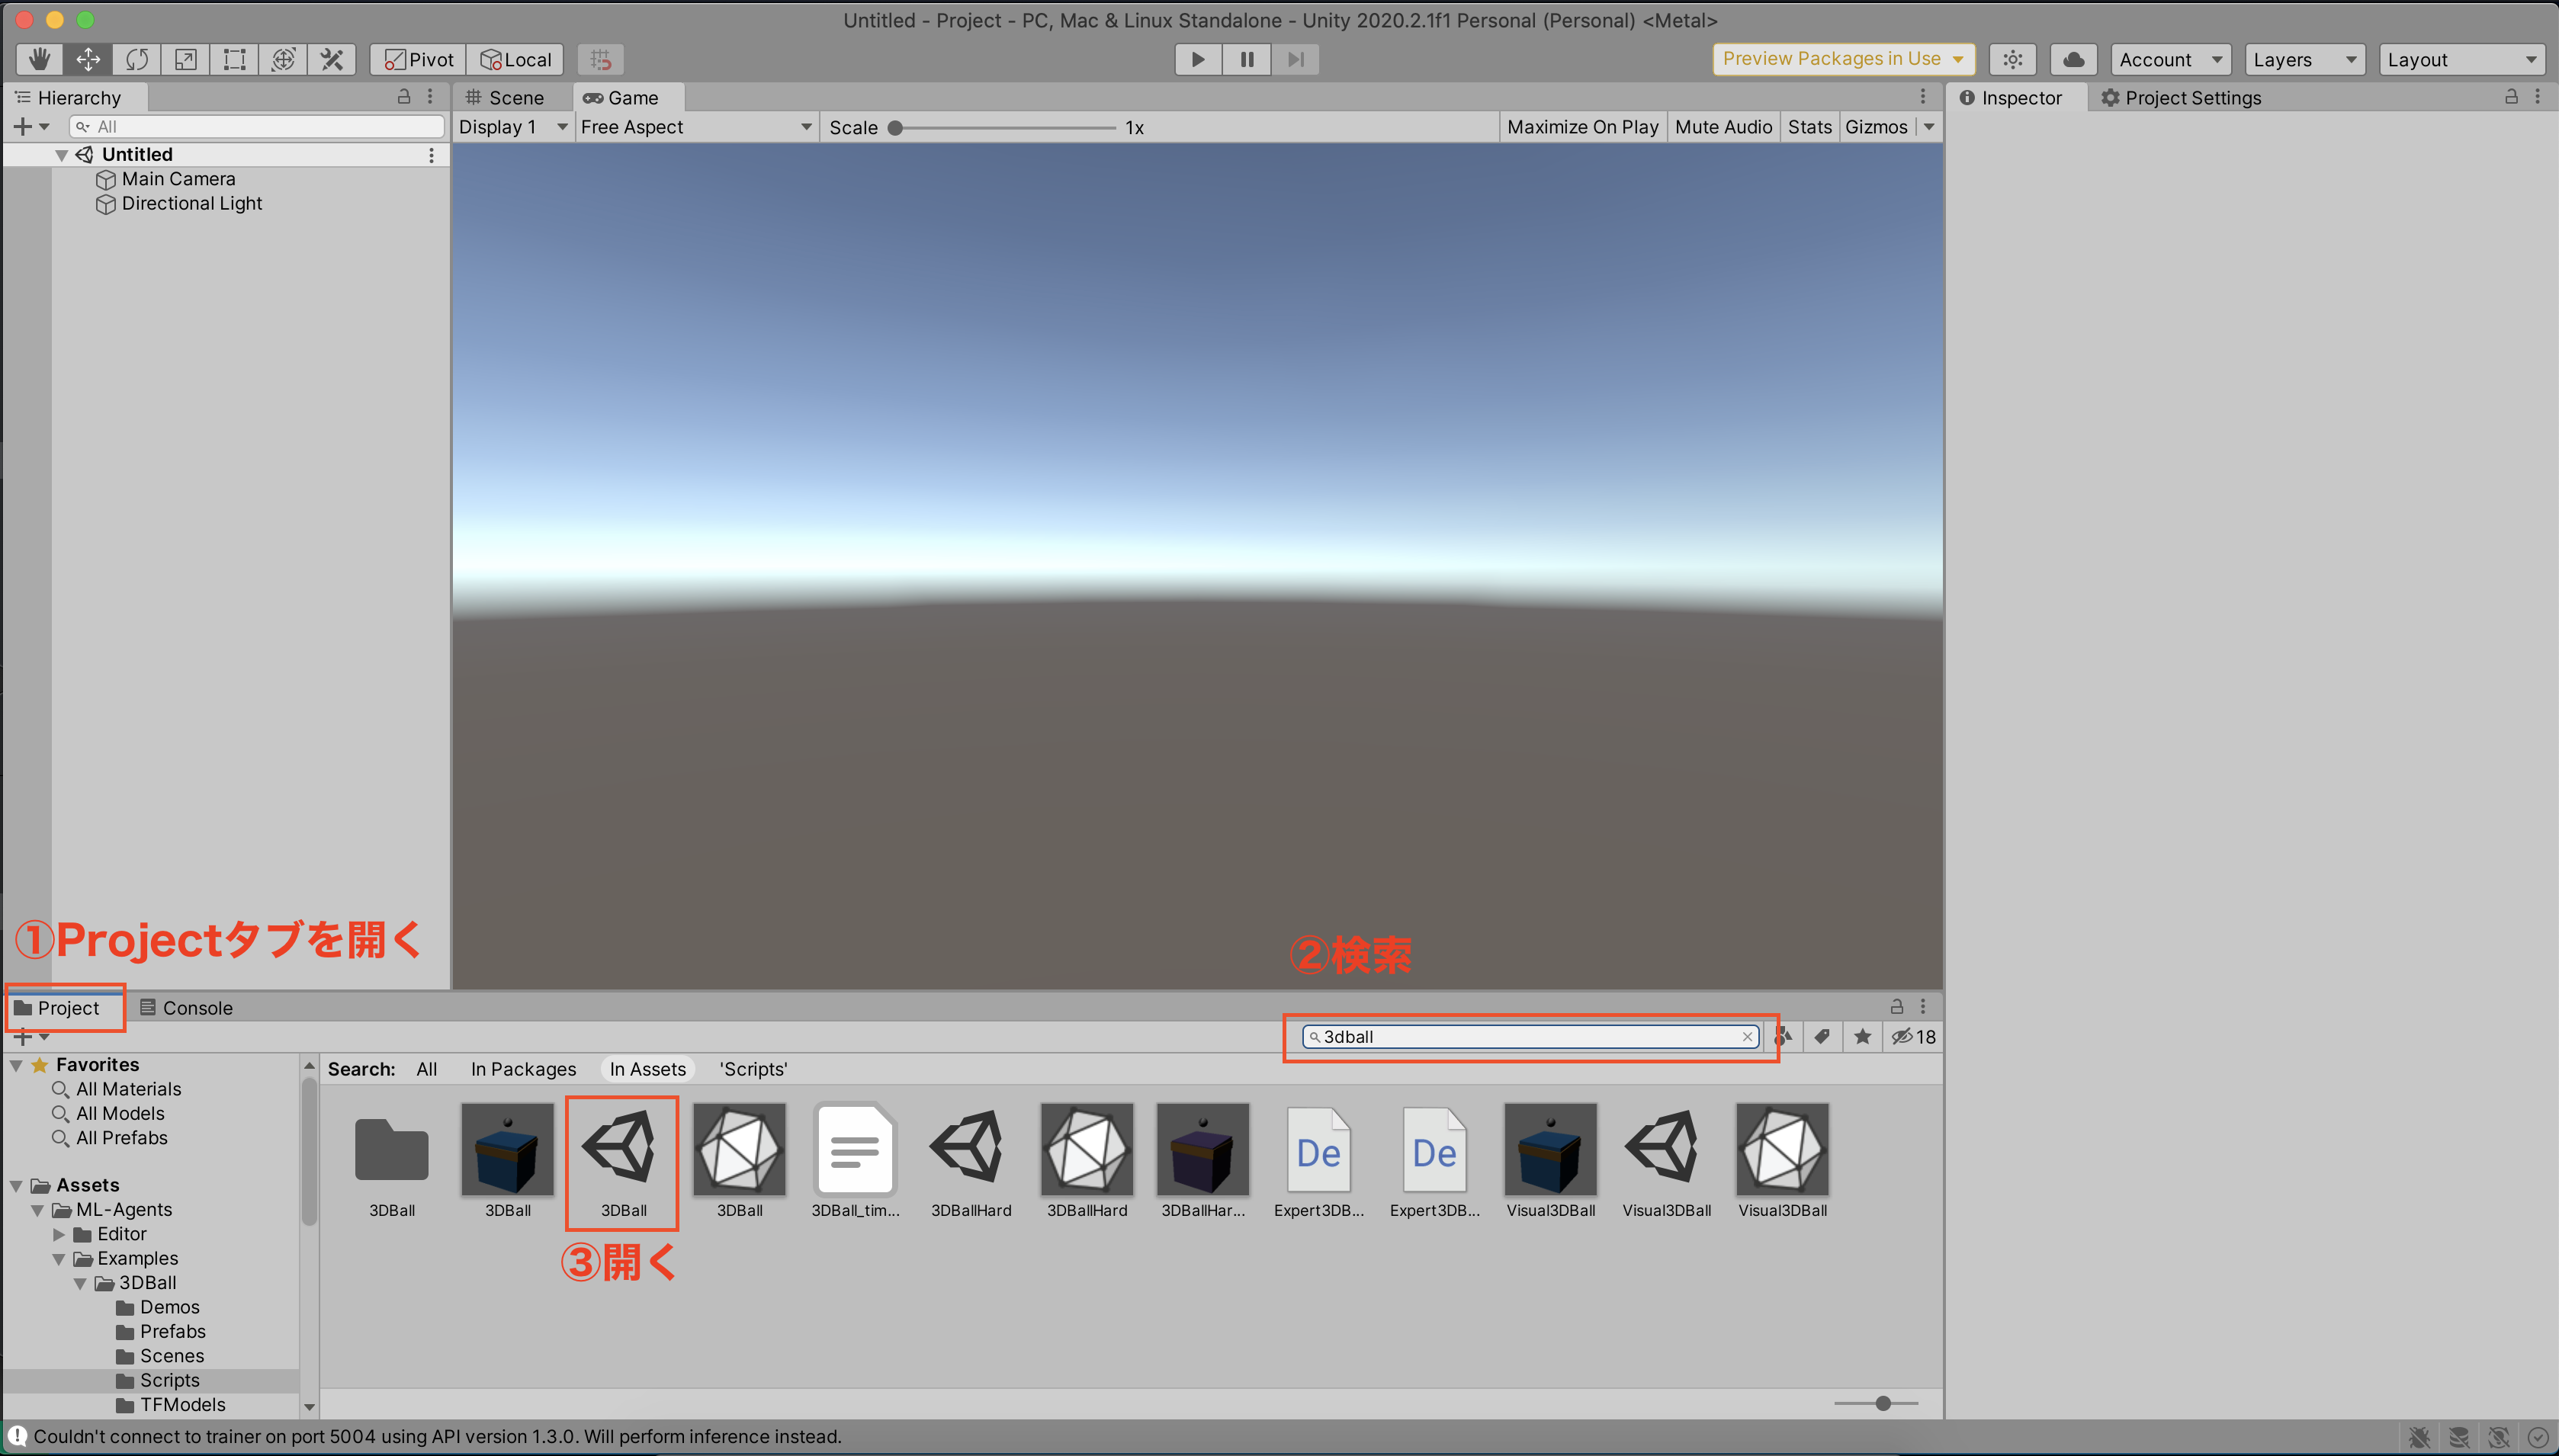 Untitled - Project - PC, Mac & Linux Standalone - Unity 2020.2.1f1 Personal (Personal) <Metal>
Pivot Local Preview Packages in Use Account Layers Layout
Hierarchy
All
Untitled
Main Camera
Directional Light
Scene Game
Display 1 Free Aspect Scale 1x Maximize On Play Mute Audio Stats Gizmos
Inspector Project Settings
①Projectタブを開く
②検索
Project Console
3dball 18
Favorites
All Materials
All Models
All Prefabs
Assets
ML-Agents
Editor
Examples
3DBall
Demos
Prefabs
Scenes
Scripts
TFModels
Search: All In Packages In Assets 'Scripts'
3DBall 3DBall 3DBall 3DBall 3DBall_tim... 3DBallHard 3DBallHard 3DBallHar... De Expert3DB... De Expert3DB... Visual3DBall Visual3DBall Visual3DBall
③開く
Couldn't connect to trainer on port 5004 using API version 1.3.0. Will perform inference instead.